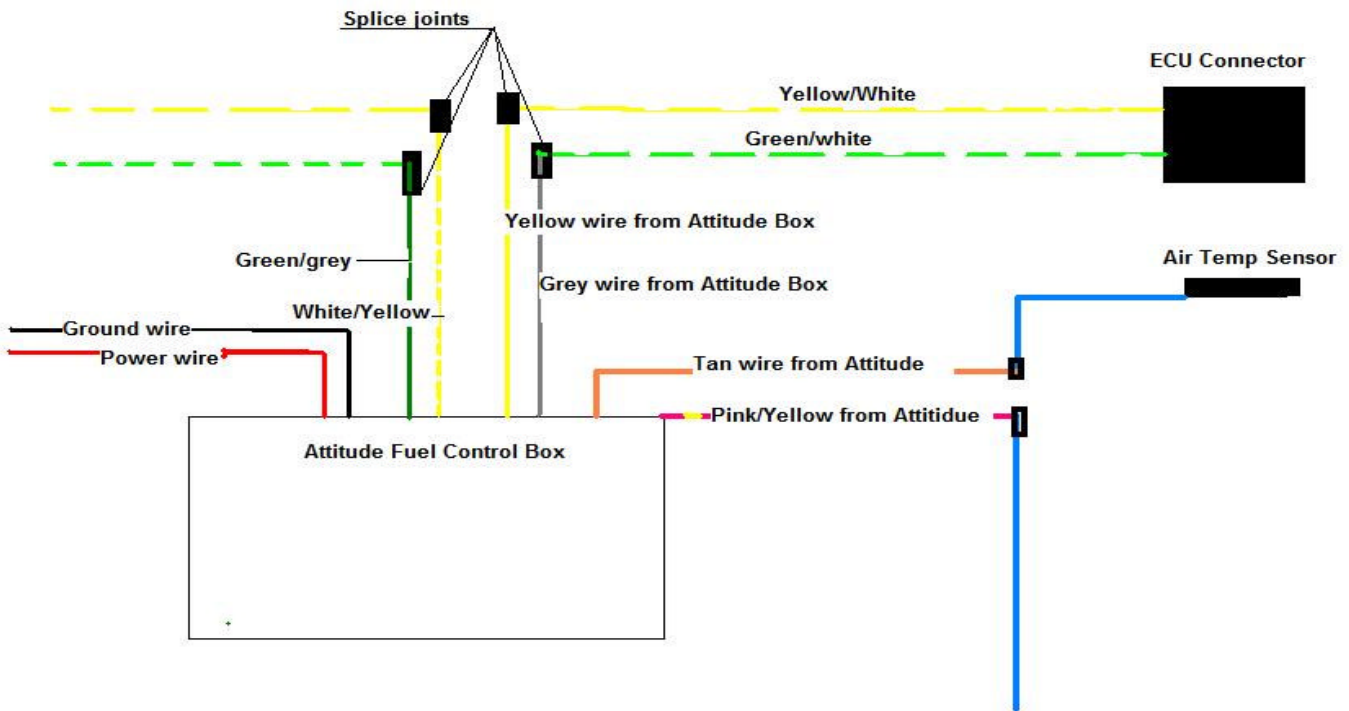 Splice joints
ECU Connector
Yellow/White
Green/white
Yellow wire from Attitude Box
Green/grey
Air Temp Sensor
Grey wire from Attitude Box
White/Yellow
Ground wire
Power wire
Tan wire from Attitude
Pink/Yellow from Attitidue
Attitude Fuel Control Box